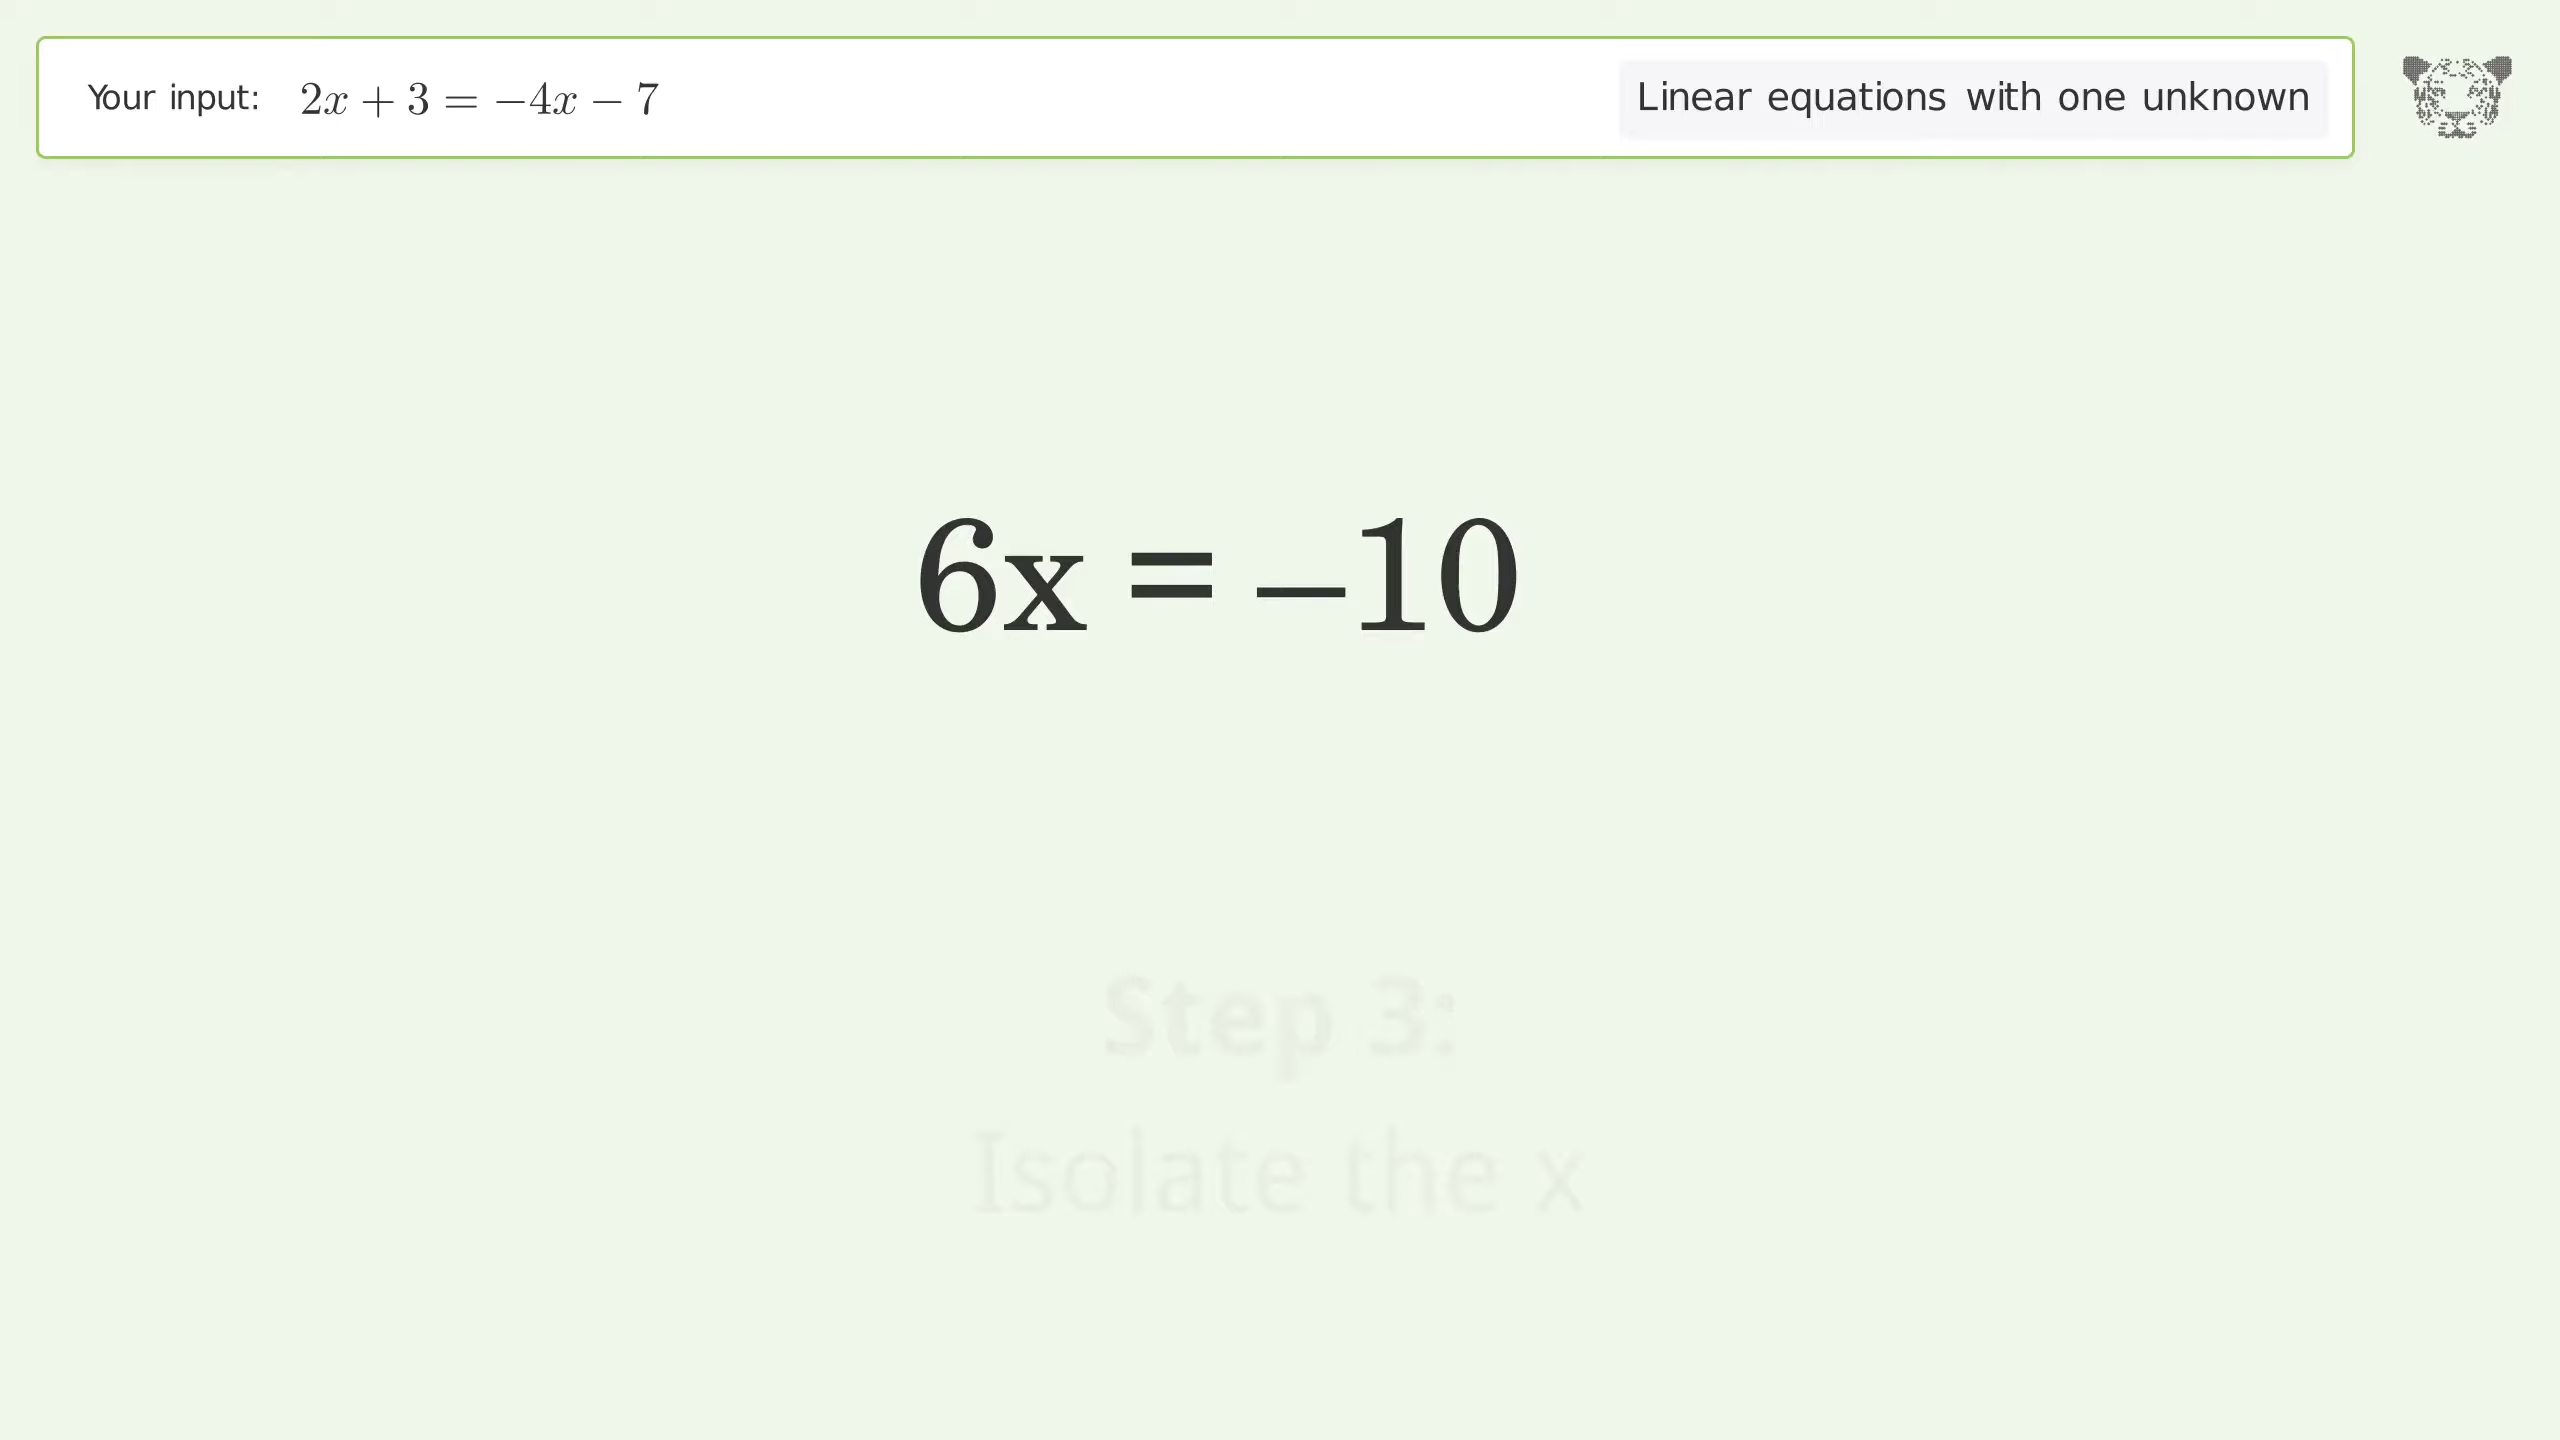 Your input: 2x + 3 = −4x − 7
Linear equations with one unknown
6x = −10
Step 3:
Isolate the x